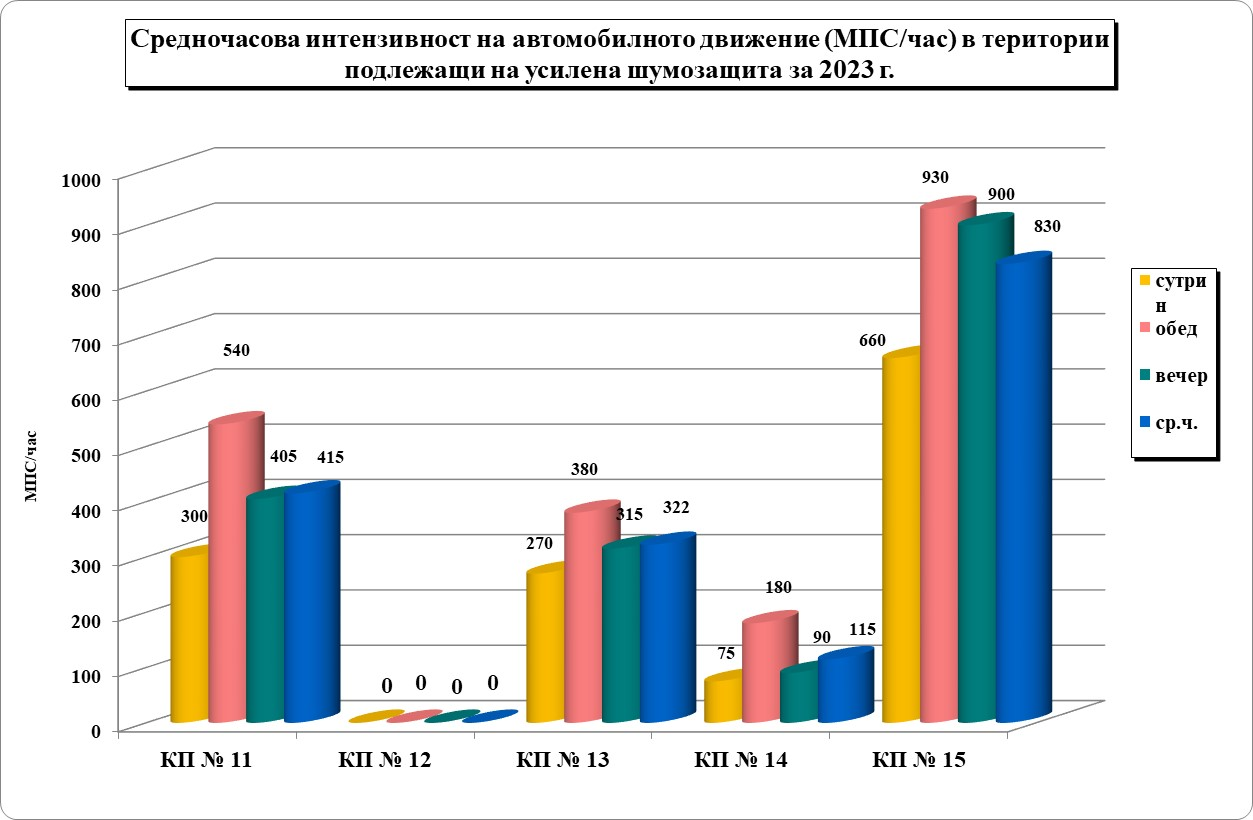 Средночасова интензивност на автомобилното движение (МПС/час) в територии
подлежащи на усилена шумозащита за 2023 г.
1000
900
800
700
600
500
400
300
200
100
0
МПС/час
300
540
405
415
0
0
0
0
270
380
315
322
75
180
90
115
660
930
900
830
КП № 11
КП № 12
КП № 13
КП № 14
КП № 15
сутри
н
обед
вечер
ср.ч.